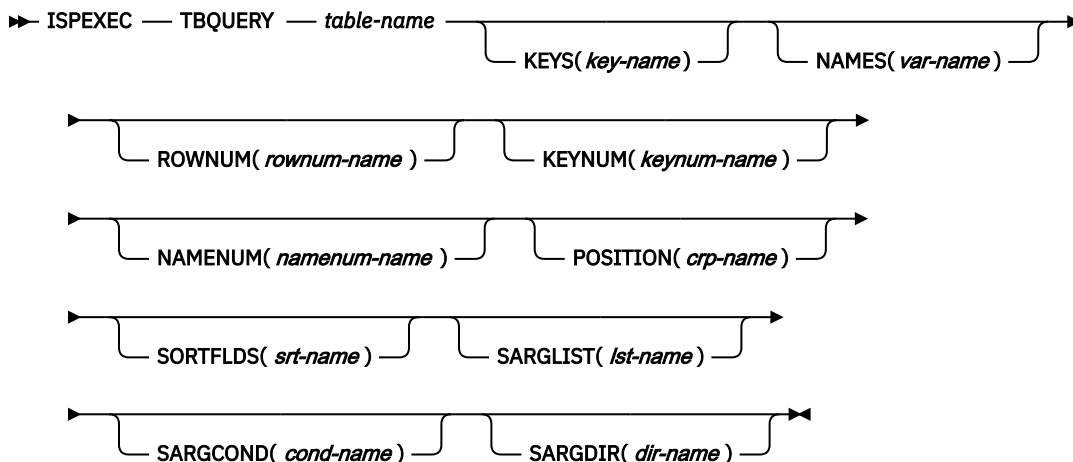 ISPEXEC TBQUERY table-name
KEYS( key-name ) NAMES( var-name )
ROWNUM( rownum-name ) KEYNUM( keynum-name )
NAMENUM( namenum-name ) POSITION( crp-name )
SORTFLDS( srt-name ) SARGLIST( lst-name )
SARGCOND( cond-name ) SARGDIR( dir-name )